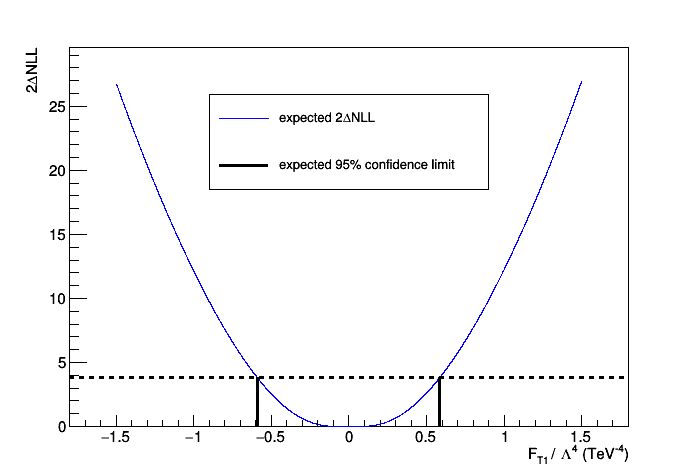 2ΔNLL
25
20
15
10
5
0
expected 2ΔNLL
expected 95% confidence limit
−1.5 −1 −0.5 0 0.5 1 1.5
F_T1 / Λ^4 (TeV^-4)